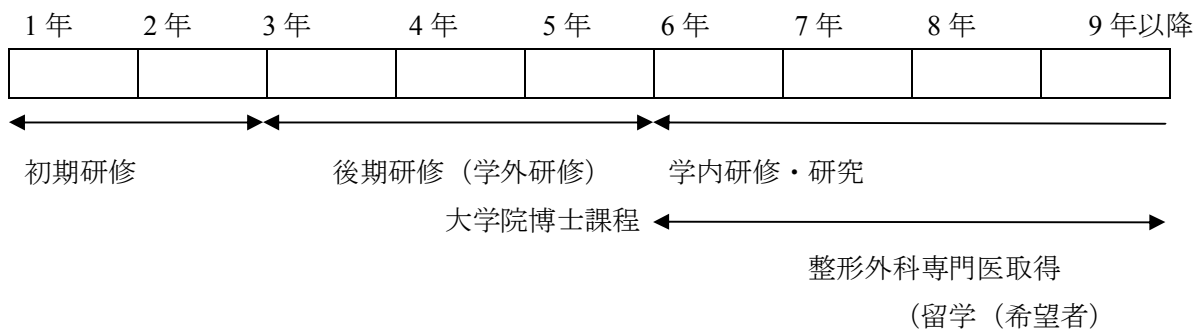 1年 2年 3年 4年 5年 6年 7年 8年 9年以降
初期研修 後期研修（学外研修） 学内研修・研究
大学院博士課程
整形外科専門医取得
（留学（希望者）